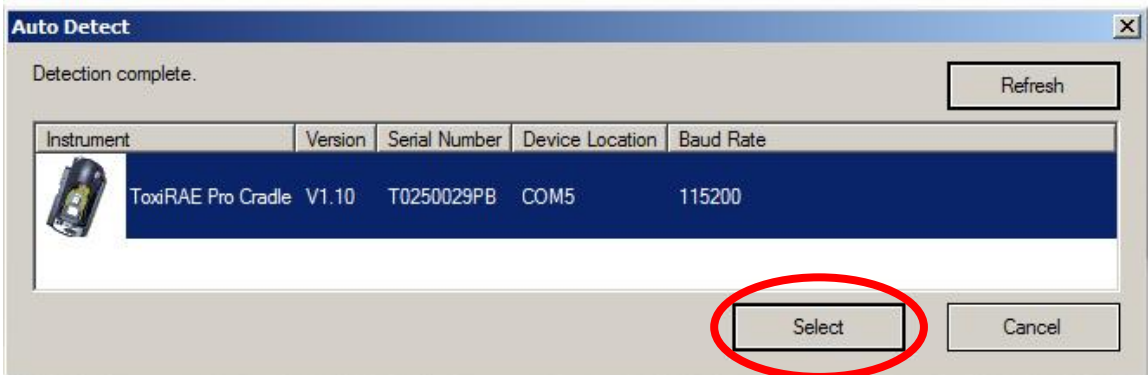 Auto Detect
Detection complete.
Refresh
Instrument Version Serial Number Device Location Baud Rate
ToxiRAE Pro Cradle V1.10 T0250029PB COM5 115200
Select Cancel